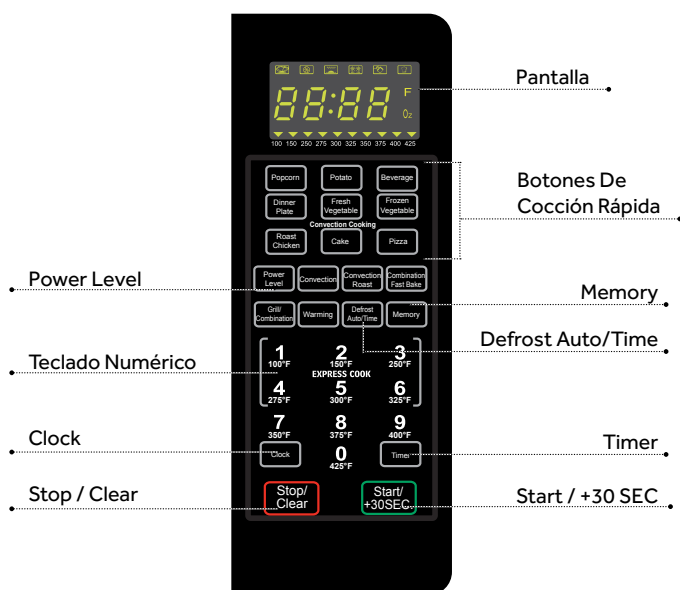 88:88
F
Oz
100 150 250 275 300 325 350 375 400 425
Pantalla
Popcorn
Potato
Beverage
Dinner
Plate
Fresh
Vegetable
Frozen
Vegetable
Convection Cooking
Roast
Chicken
Cake
Pizza
Botones De
Cocción Rápida
Power Level
Power
Level
Convection
Convection
Roast
Combination
Fast Bake
Grill/
Combination
Warming
Defrost
Auto/Time
Memory
Memory
Defrost Auto/Time
Teclado Numérico
1
100°F
2
150°F
3
250°F
EXPRESS COOK
4
275°F
5
300°F
6
325°F
7
350°F
8
375°F
9
400°F
Clock
Clock
0
425°F
Timer
Timer
Stop / Clear
Stop/
Clear
Start/
+30SEC
Start / +30 SEC